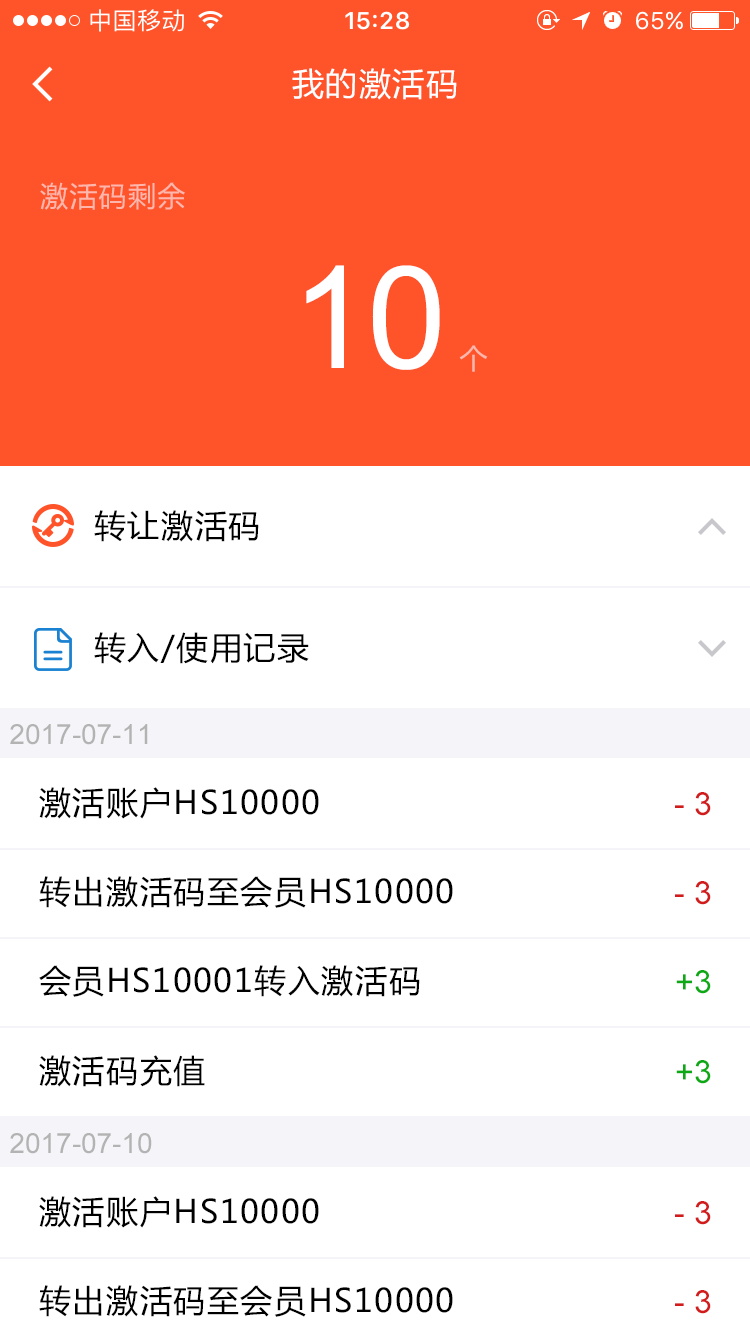 中国移动 15:28 65%
我的激活码
激活码剩余
10 个
转让激活码
转入/使用记录
2017-07-11
激活账户HS10000 - 3
转出激活码至会员HS10000 - 3
会员HS10001转入激活码 +3
激活码充值 +3
2017-07-10
激活账户HS10000 - 3
转出激活码至会员HS10000 - 3